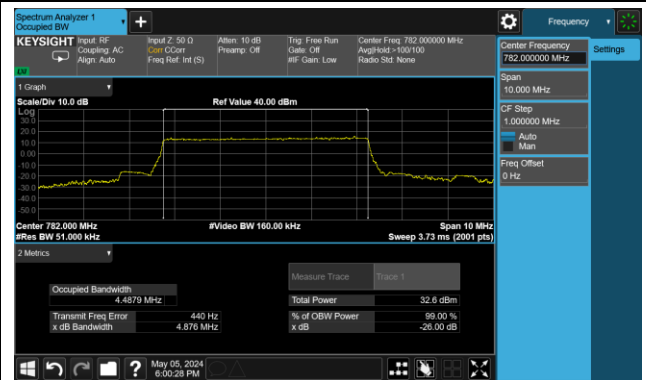 Spectrum Analyzer 1
Occupied BW
Frequency
KEYSIGHT
Input: RF
Coupling: AC
Align: Auto
Input Z: 50 Ω
Corr CCorr
Freq Ref: Int (S)
Atten: 10 dB
Preamp: Off
Trig: Free Run
Gate: Off
#IF Gain: Low
Center Freq: 782.000000 MHz
Avg|Hold:>100/100
Radio Std: None
Center Frequency
782.000000 MHz
Settings
Span
10.000 MHz
CF Step
1.000000 MHz
Auto
Man
Freq Offset
0 Hz
1 Graph
Scale/Div 10.0 dB
Ref Value 40.00 dBm
Log
30.0
20.0
10.0
0.00
-10.0
-20.0
-30.0
-40.0
-50.0
Center 782.000 MHz
#Video BW 160.00 kHz
Span 10 MHz
#Res BW 51.000 kHz
Sweep 3.73 ms (2001 pts)
2 Metrics
Measure Trace
Trace 1
Occupied Bandwidth
4.4879 MHz
Total Power
32.6 dBm
Transmit Freq Error
440 Hz
% of OBW Power
99.00 %
x dB Bandwidth
4.876 MHz
x dB
-26.00 dB
May 05, 2024
6:00:28 PM